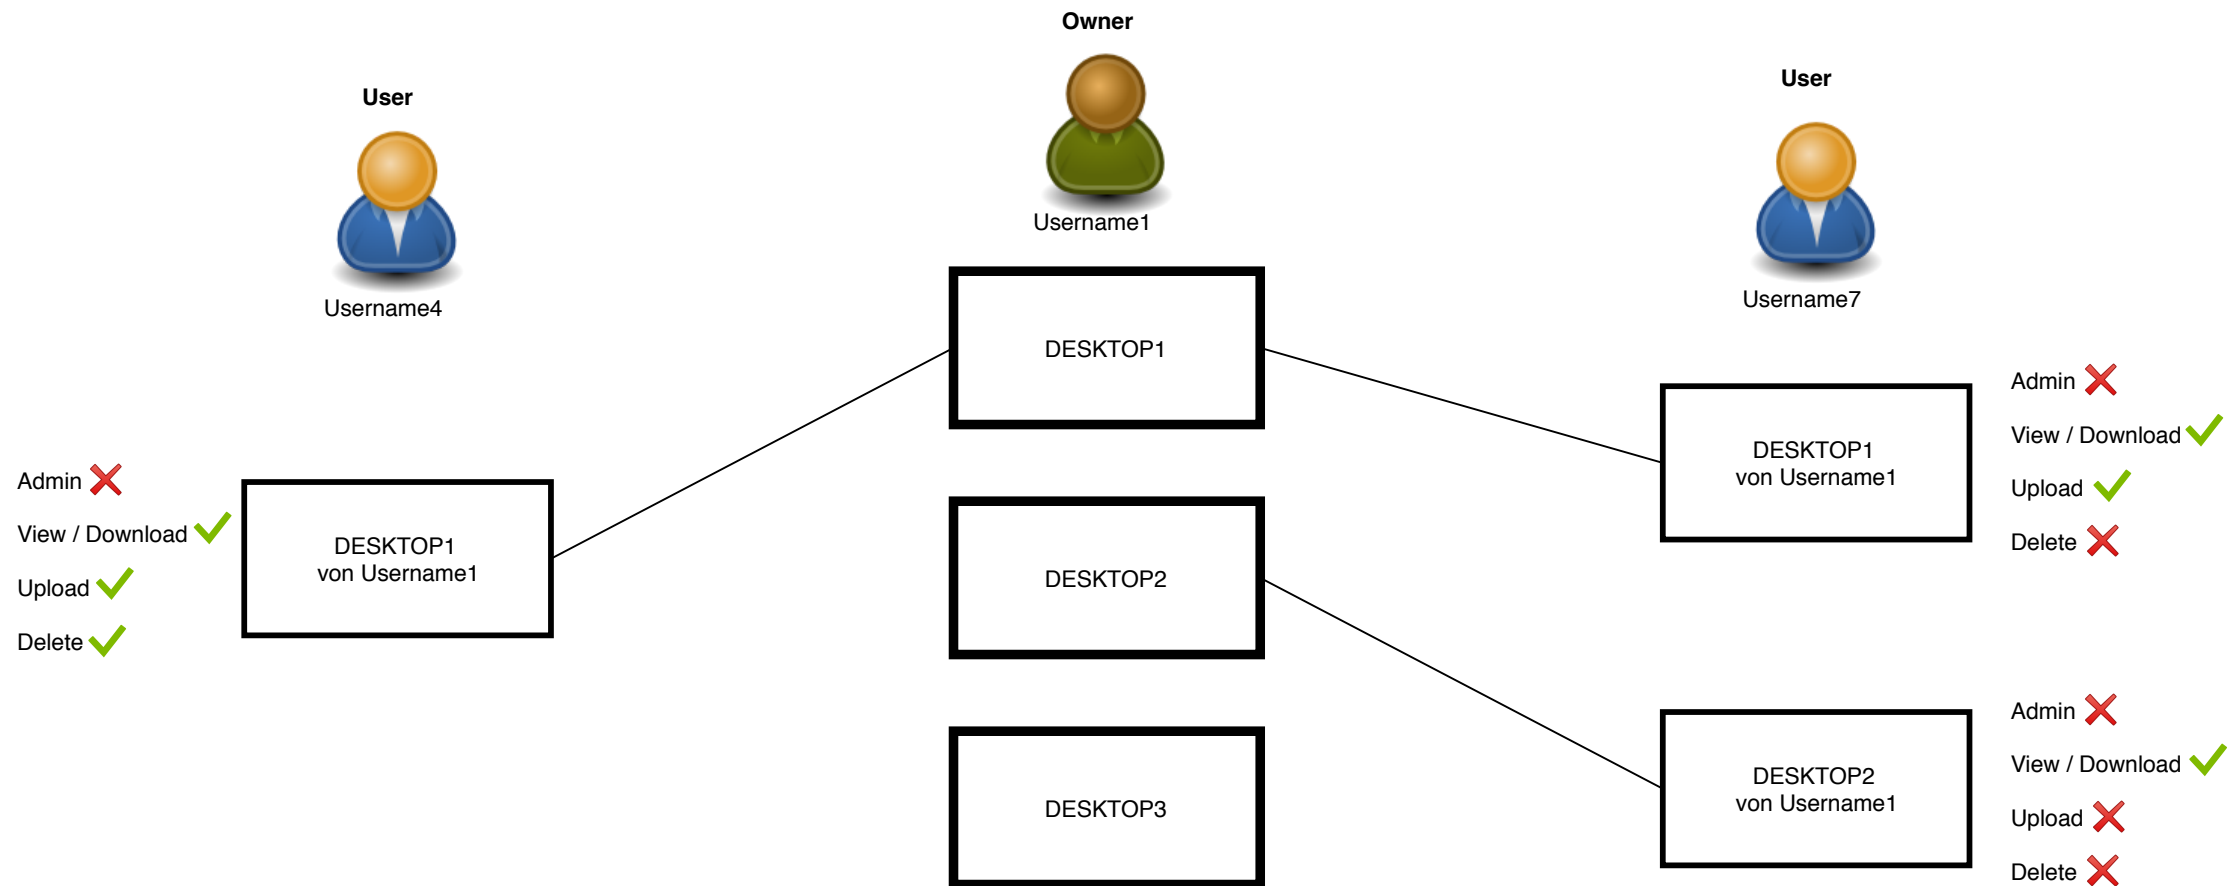 Owner
User
User
Username1
Username4
Username7
DESKTOP1
DESKTOP1
von Username1
Admin
View / Download
Upload
Delete
Admin
View / Download
Upload
Delete
DESKTOP1
von Username1
DESKTOP2
DESKTOP3
DESKTOP2
von Username1
Admin
View / Download
Upload
Delete